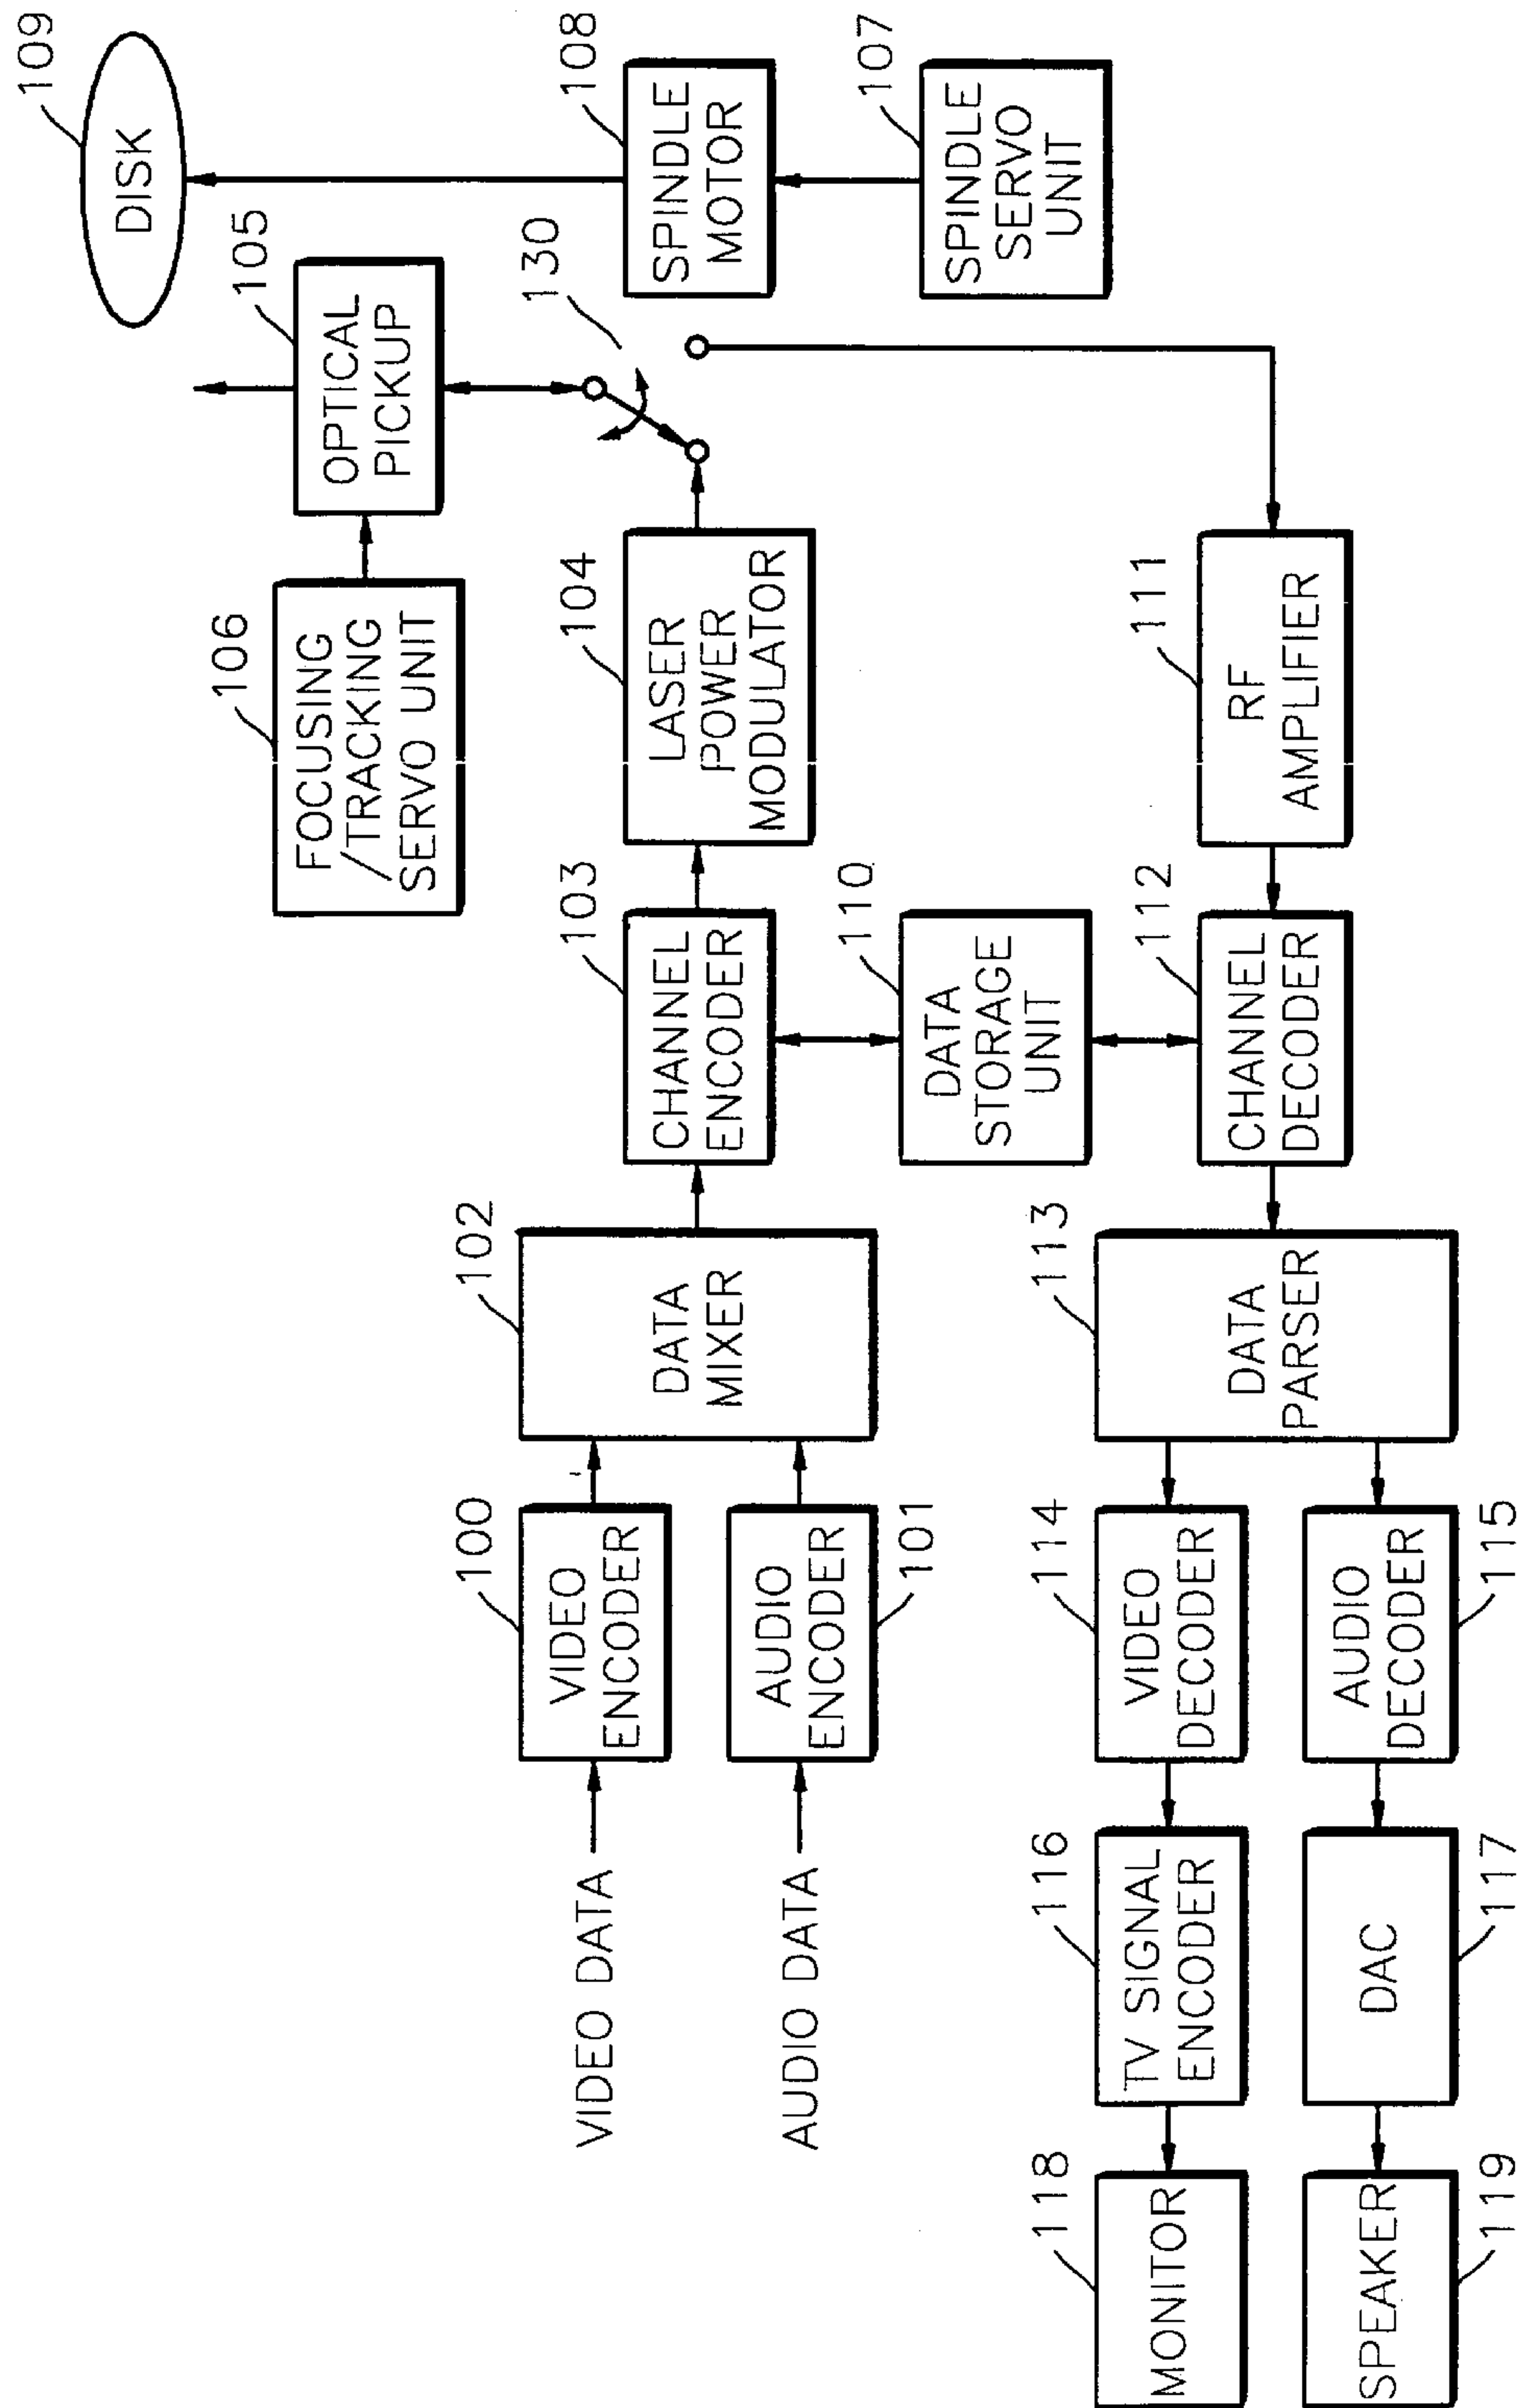 109
DISK
105
OPTICAL
PICKUP
106
FOCUSING
/TRACKING
SERVO UNIT
130
108
SPINDLE
MOTOR
107
SPINDLE
SERVO
UNIT
104
LASER
POWER
MODULATOR
103
CHANNEL
ENCODER
102
DATA
MIXER
100
VIDEO
ENCODER
VIDEO DATA
AUDIO
ENCODER
101
AUDIO DATA
110
DATA
STORAGE
UNIT
111
RF
AMPLIFIER
112
CHANNEL
DECODER
113
DATA
PARSER
114
VIDEO
DECODER
116
TV SIGNAL
ENCODER
118
MONITOR
AUDIO
DECODER
115
DAC
117
SPEAKER
119